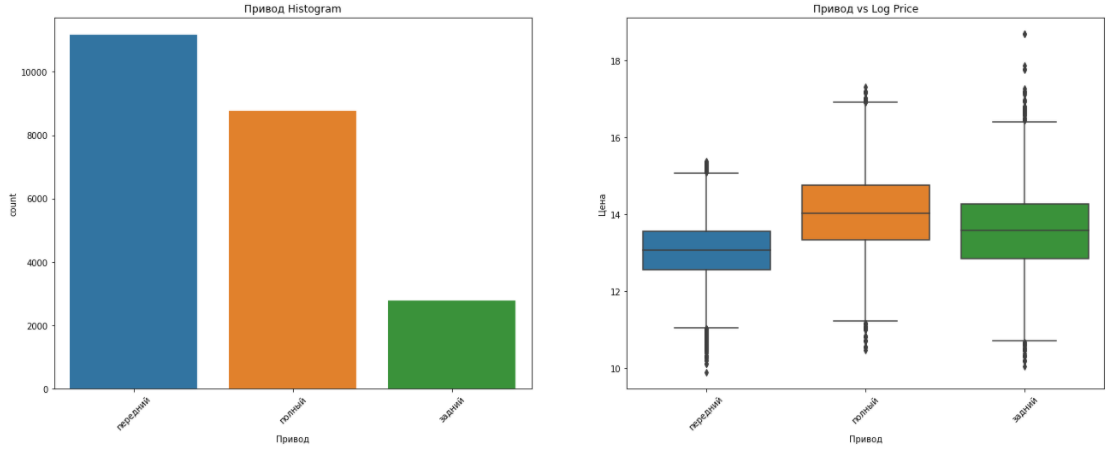 Привод Histogram
count
10000
8000
6000
4000
2000
0
передний
полный
задний
Привод
Привод vs Log Price
Цена
18
16
14
12
10
передний
полный
задний
Привод